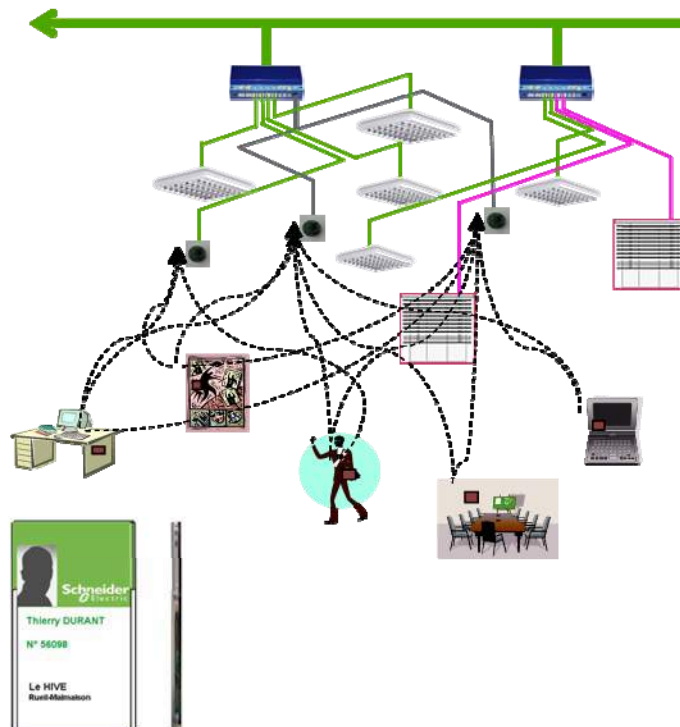 Schneider
Electric
Thierry DURANT
N° 56098
Le HIVE
Rueil-Malmaison